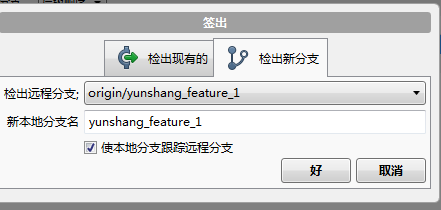 签出
检出现有的
检出新分支
检出远程分支:
origin/yunshang_feature_1
新本地分支名
yunshang_feature_1
使本地分支跟踪远程分支
好
取消